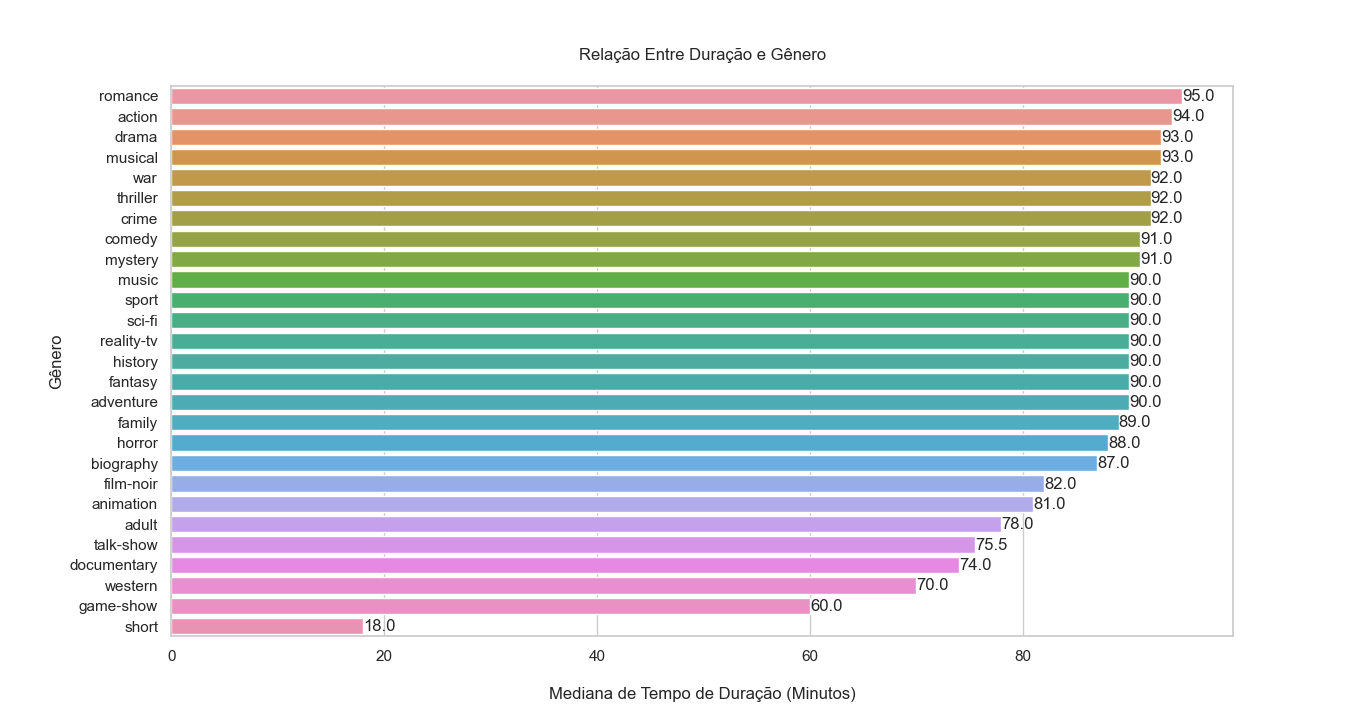 Relação Entre Duração e Gênero
Gênero
romance 95.0
action 94.0
drama 93.0
musical 93.0
war 92.0
thriller 92.0
crime 92.0
comedy 91.0
mystery 91.0
music 90.0
sport 90.0
sci-fi 90.0
reality-tv 90.0
history 90.0
fantasy 90.0
adventure 90.0
family 89.0
horror 88.0
biography 87.0
film-noir 82.0
animation 81.0
adult 78.0
talk-show 75.5
documentary 74.0
western 70.0
game-show 60.0
short 18.0
0 20 40 60 80
Mediana de Tempo de Duração (Minutos)